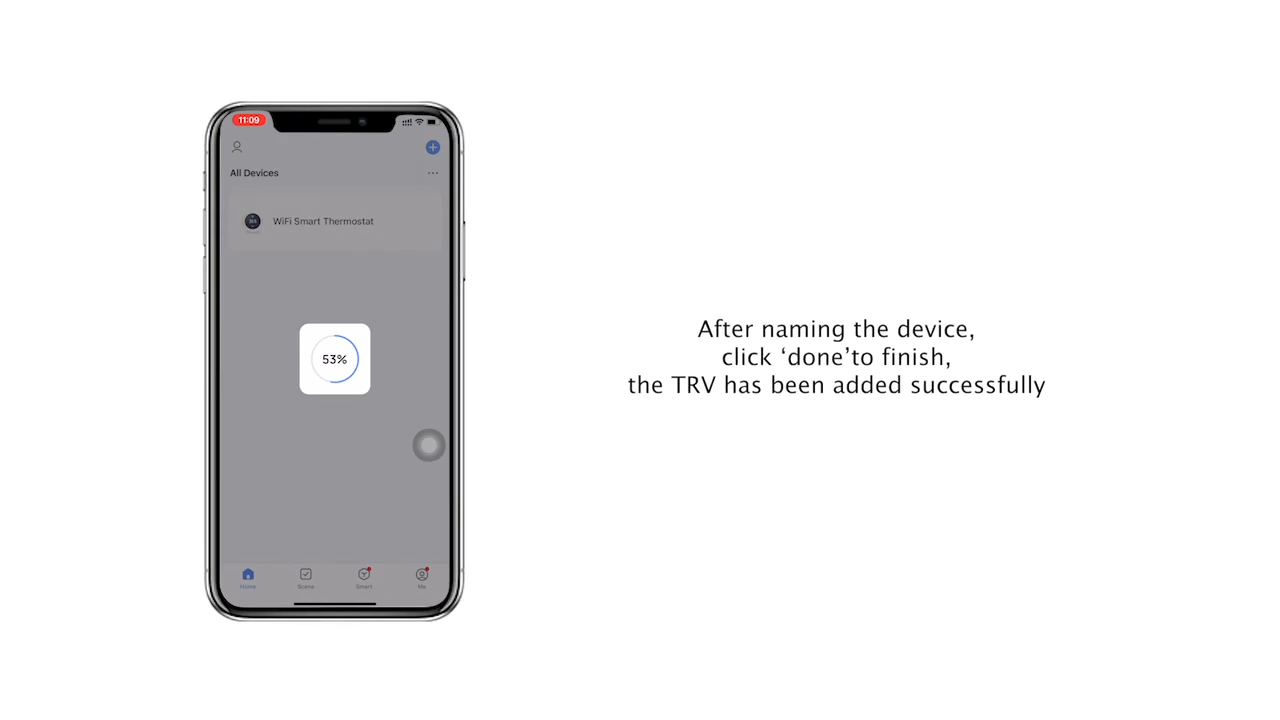 11:09
All Devices
WiFi Smart Thermostat
53%
Home
Scene
Smart
Me
After naming the device,
click ‘done’to finish,
the TRV has been added successfully